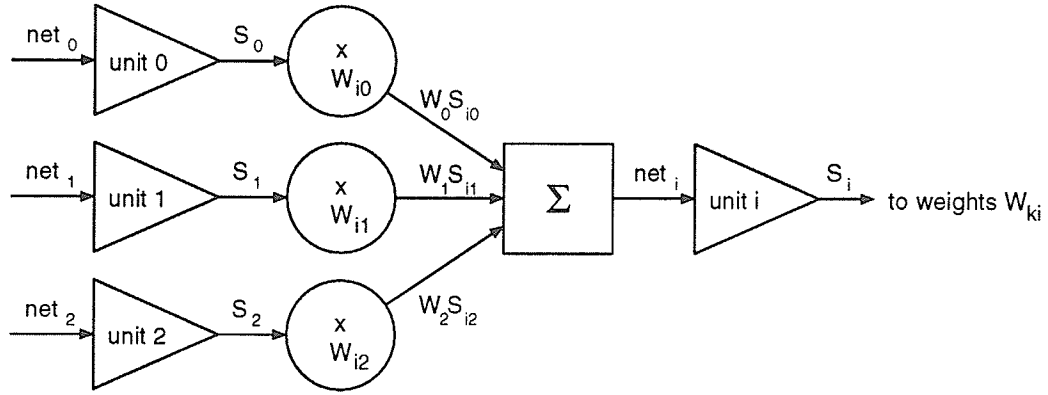 net 0
unit 0
S 0
x
W i0
W 0 S i0
net 1
unit 1
S 1
x
W i1
W 1 S i1
Σ
net i
unit i
S i
to weights W ki
net 2
unit 2
S 2
x
W i2
W 2 S i2